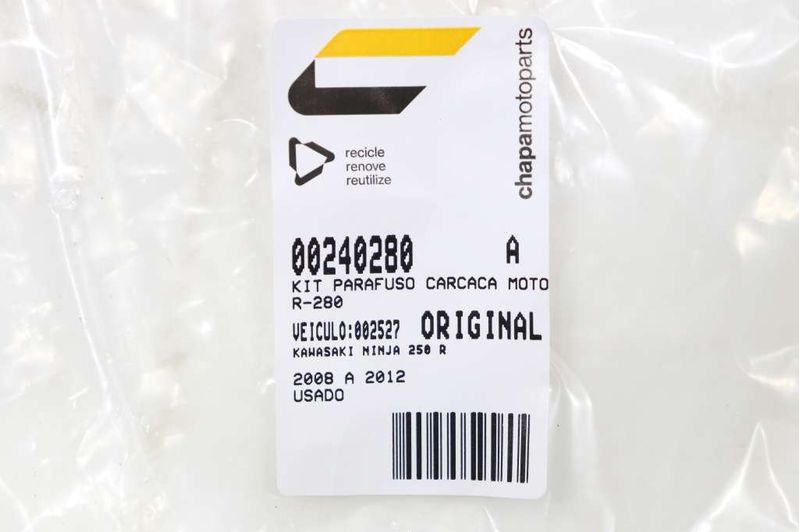 chapamotoparts
recicle
renove
reutilize
00240280 A
KIT PARAFUSO CARCACA MOTO
R-280
VEICULO:002527 ORIGINAL
KAWASAKI NINJA 250 R
2008 A 2012
USADO